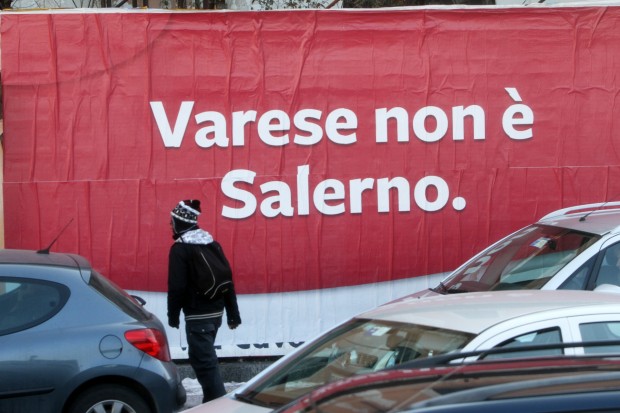 Varese non è
Salerno.